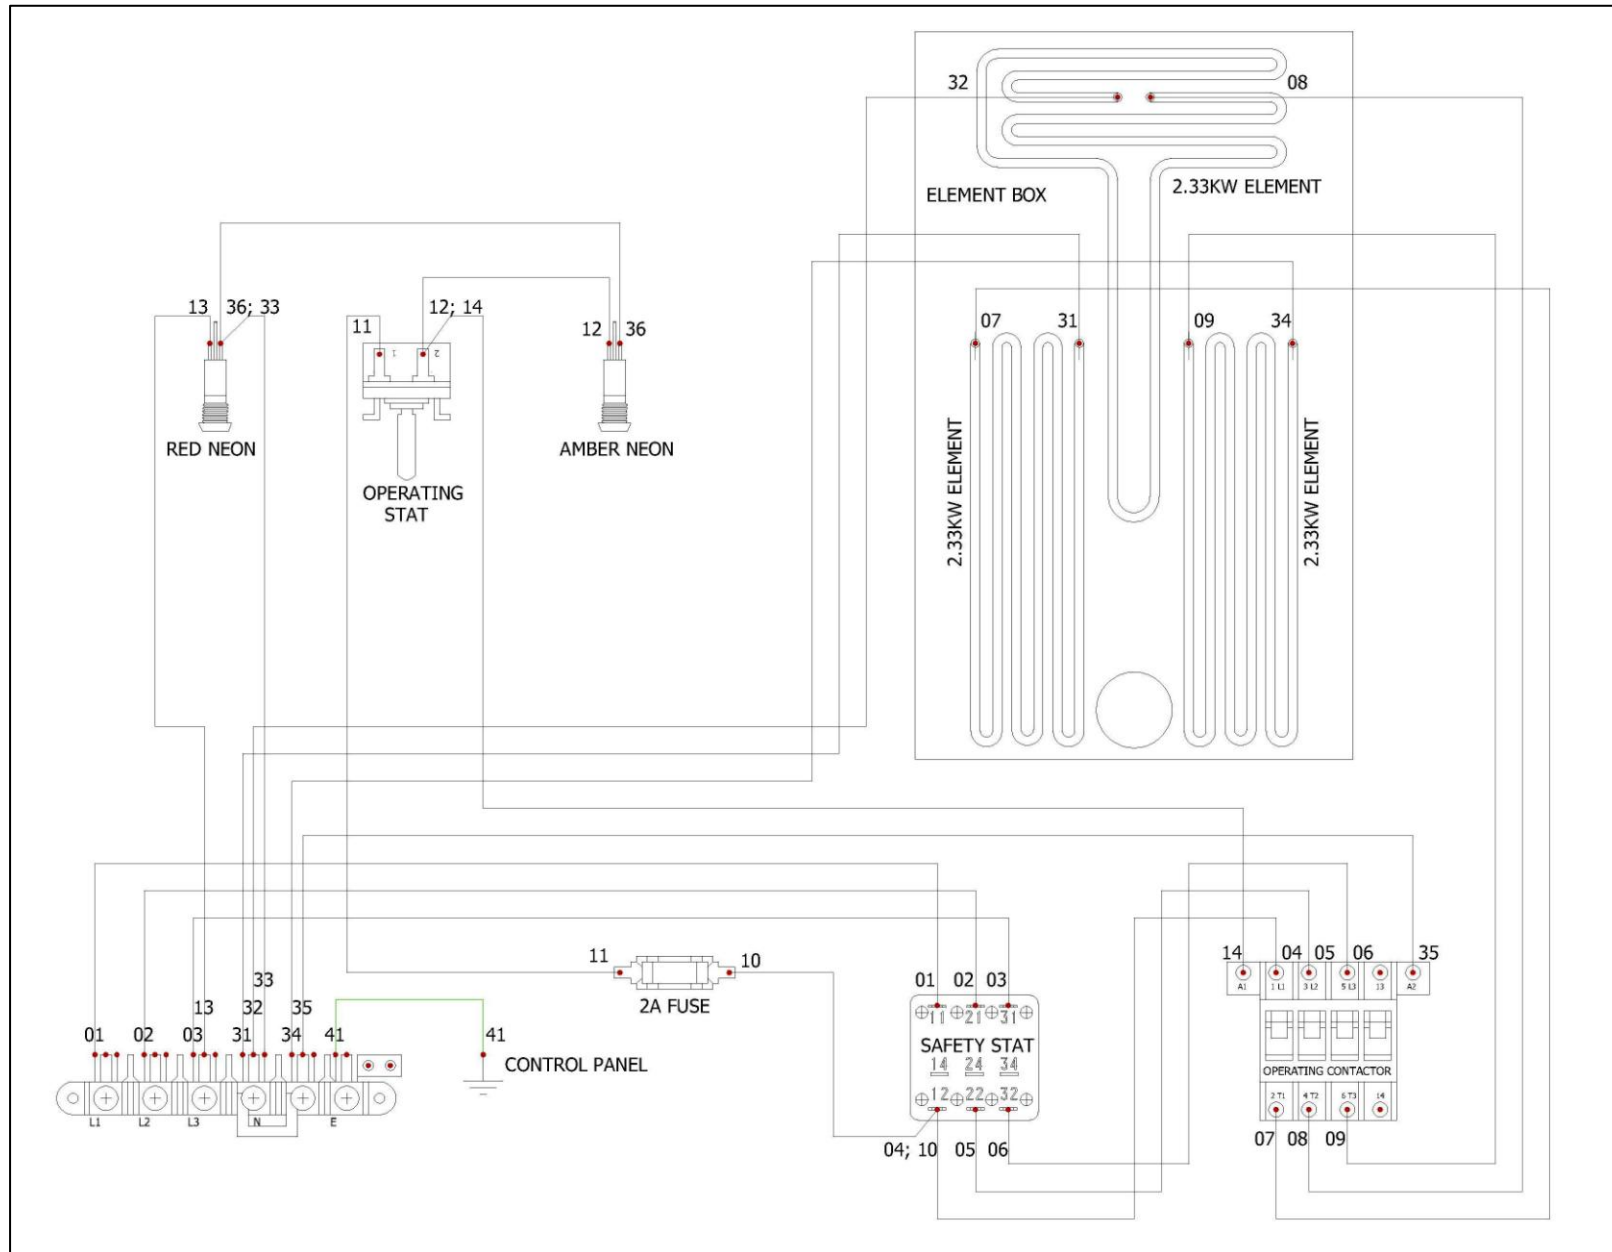 32
08
ELEMENT BOX
2.33KW ELEMENT
13
36; 33
11
12; 14
12
36
07
31
09
34
1
2
RED NEON
AMBER NEON
OPERATING
STAT
2.33KW ELEMENT
2.33KW ELEMENT
11
10
2A FUSE
14
04
05
06
35
A1
1 L1
3 L2
5 L3
13
A2
01
02
03
11
21
31
SAFETY STAT
14
24
34
12
22
32
04; 10
05
06
OPERATING CONTACTOR
2 T1
4 T2
6 T3
14
07
08
09
33
13
32
35
01
02
03
31
34
41
41
CONTROL PANEL
L1
L2
L3
N
E